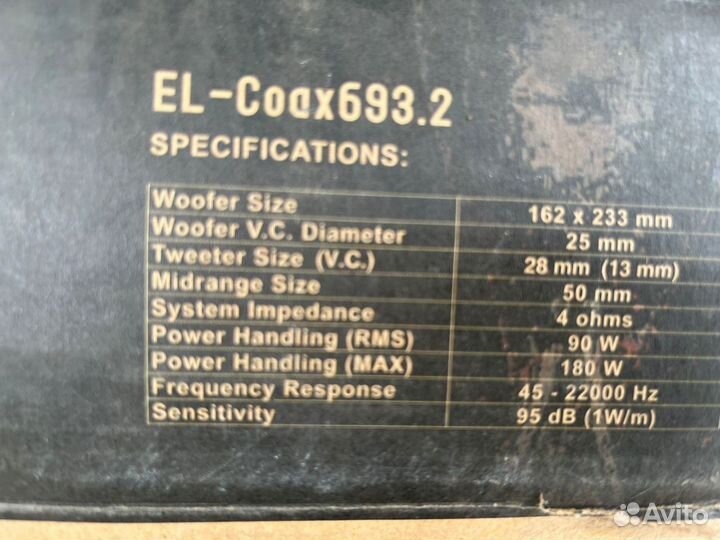 EL-Coax693.2
SPECIFICATIONS:
Woofer Size 162 x 233 mm
Woofer V.C. Diameter 25 mm
Tweeter Size (V.C.) 28 mm (13 mm)
Midrange Size 50 mm
System Impedance 4 ohms
Power Handling (RMS) 90 W
Power Handling (MAX) 180 W
Frequency Response 45 - 22000 Hz
Sensitivity 95 dB (1W/m)
Avito